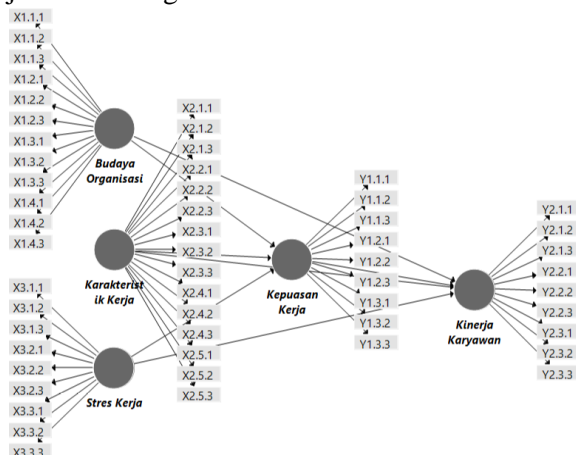 X1.1.1
X1.1.2
X1.1.3
X1.2.1
X1.2.2
X1.2.3
X1.3.1
X1.3.2
X1.3.3
X1.4.1
X1.4.2
X1.4.3
Budaya
Organisasi
X2.1.1
X2.1.2
X2.1.3
X2.2.1
X2.2.2
X2.2.3
X2.3.1
X2.3.2
X2.3.3
X2.4.1
X2.4.2
X2.4.3
X2.5.1
X2.5.2
X2.5.3
Karakterist
ik Kerja
X3.1.1
X3.1.2
X3.1.3
X3.2.1
X3.2.2
X3.2.3
X3.3.1
X3.3.2
X3.3.3
Stres Kerja
Y1.1.1
Y1.1.2
Y1.1.3
Y1.2.1
Y1.2.2
Y1.2.3
Y1.3.1
Y1.3.2
Y1.3.3
Kepuasan
Kerja
Y2.1.1
Y2.1.2
Y2.1.3
Y2.2.1
Y2.2.2
Y2.2.3
Y2.3.1
Y2.3.2
Y2.3.3
Kinerja
Karyawan